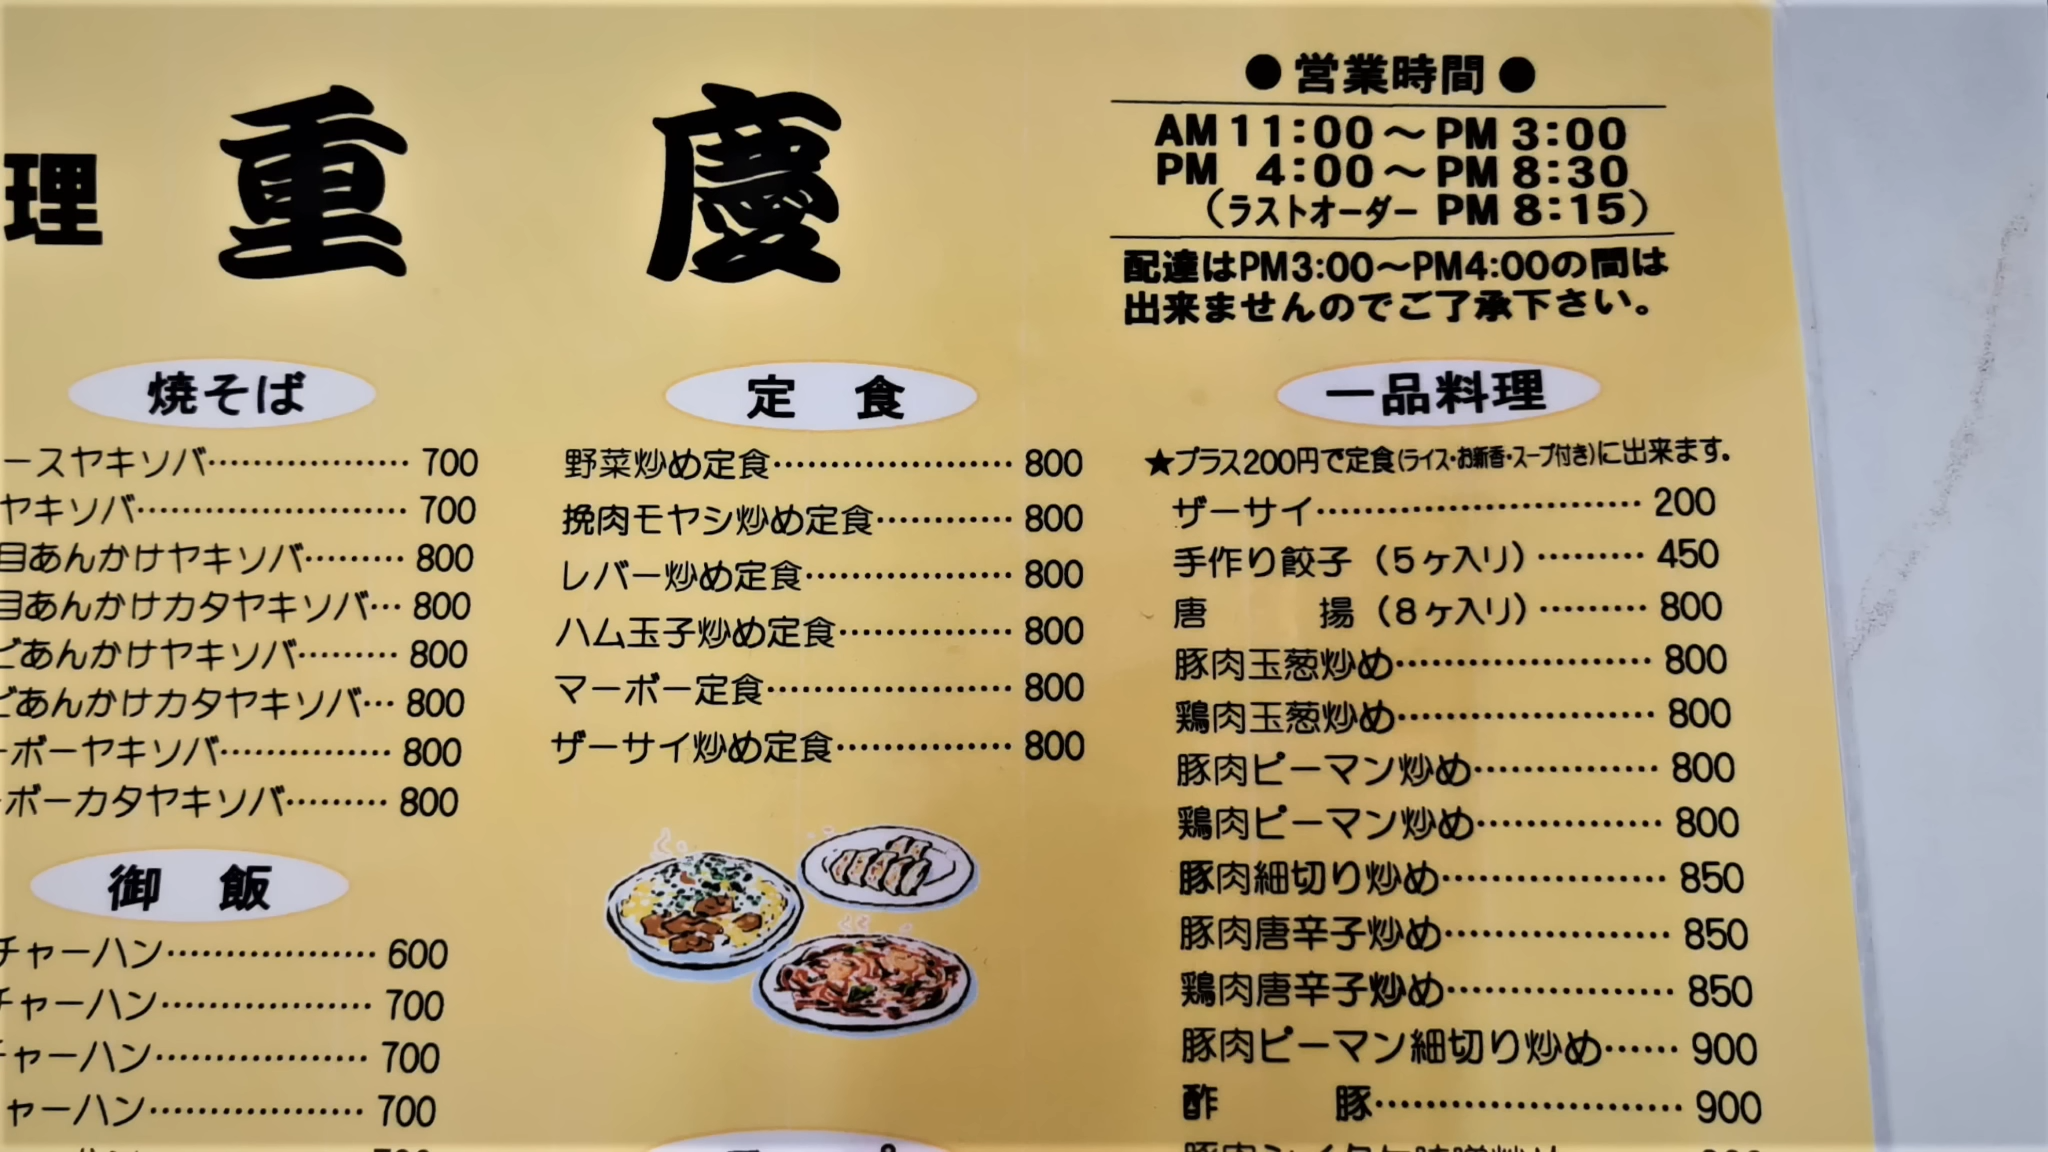 理 重慶
●営業時間●
AM 11:00～PM 3:00
PM 4:00～PM 8:30
（ラストオーダー PM 8:15）
配達はPM3:00～PM4:00の間は
出来ませんのでご了承下さい。
焼そば
ースヤキソバ 700
ヤキソバ 700
目あんかけヤキソバ 800
目あんかけカタヤキソバ 800
どあんかけヤキソバ 800
どあんかけカタヤキソバ 800
ーボーヤキソバ 800
ーボーカタヤキソバ 800
御飯
チャーハン 600
チャーハン 700
チャーハン 700
ャーハン 700
定食
野菜炒め定食 800
挽肉モヤシ炒め定食 800
レバー炒め定食 800
ハム玉子炒め定食 800
マーボー定食 800
ザーサイ炒め定食 800
一品料理
★プラス200円で定食(ライス・お新香・スープ付き)に出来ます。
ザーサイ 200
手作り餃子（5ヶ入リ） 450
唐揚（8ヶ入リ） 800
豚肉玉葱炒め 800
鶏肉玉葱炒め 800
豚肉ピーマン炒め 800
鶏肉ピーマン炒め 800
豚肉細切り炒め 850
豚肉唐辛子炒め 850
鶏肉唐辛子炒め 850
豚肉ピーマン細切り炒め 900
酢豚 900